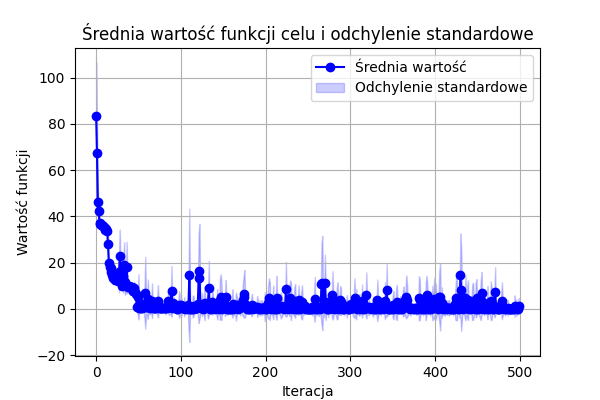 Średnia wartość funkcji celu i odchylenie standardowe
Średnia wartość
Odchylenie standardowe
Wartość funkcji
100
80
60
40
20
0
−20
0 100 200 300 400 500
Iteracja